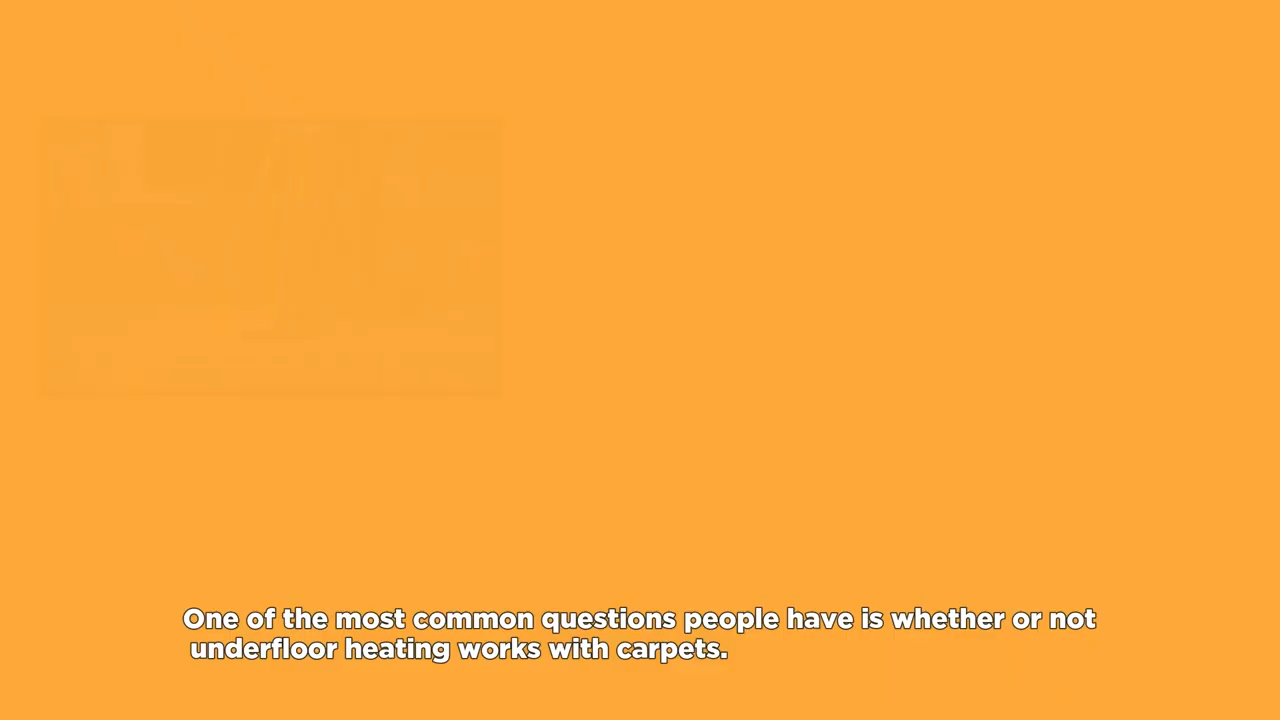 One of the most common questions people have is whether or not
underfloor heating works with carpets.